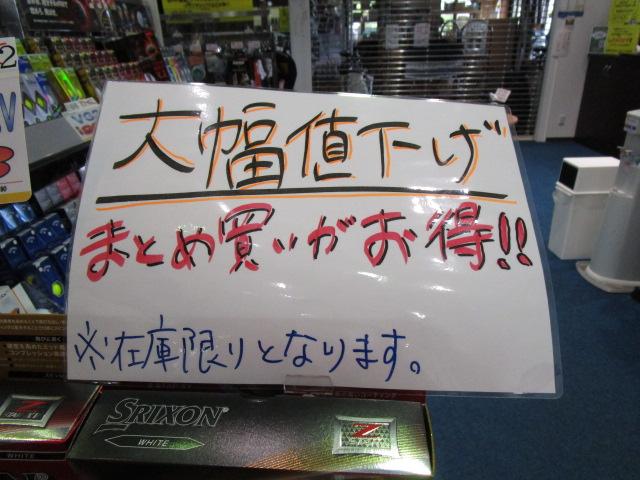 大幅値下げ
まとめ買いがお得!!
※在庫限りとなります。
SRIXON
WHITE
Z